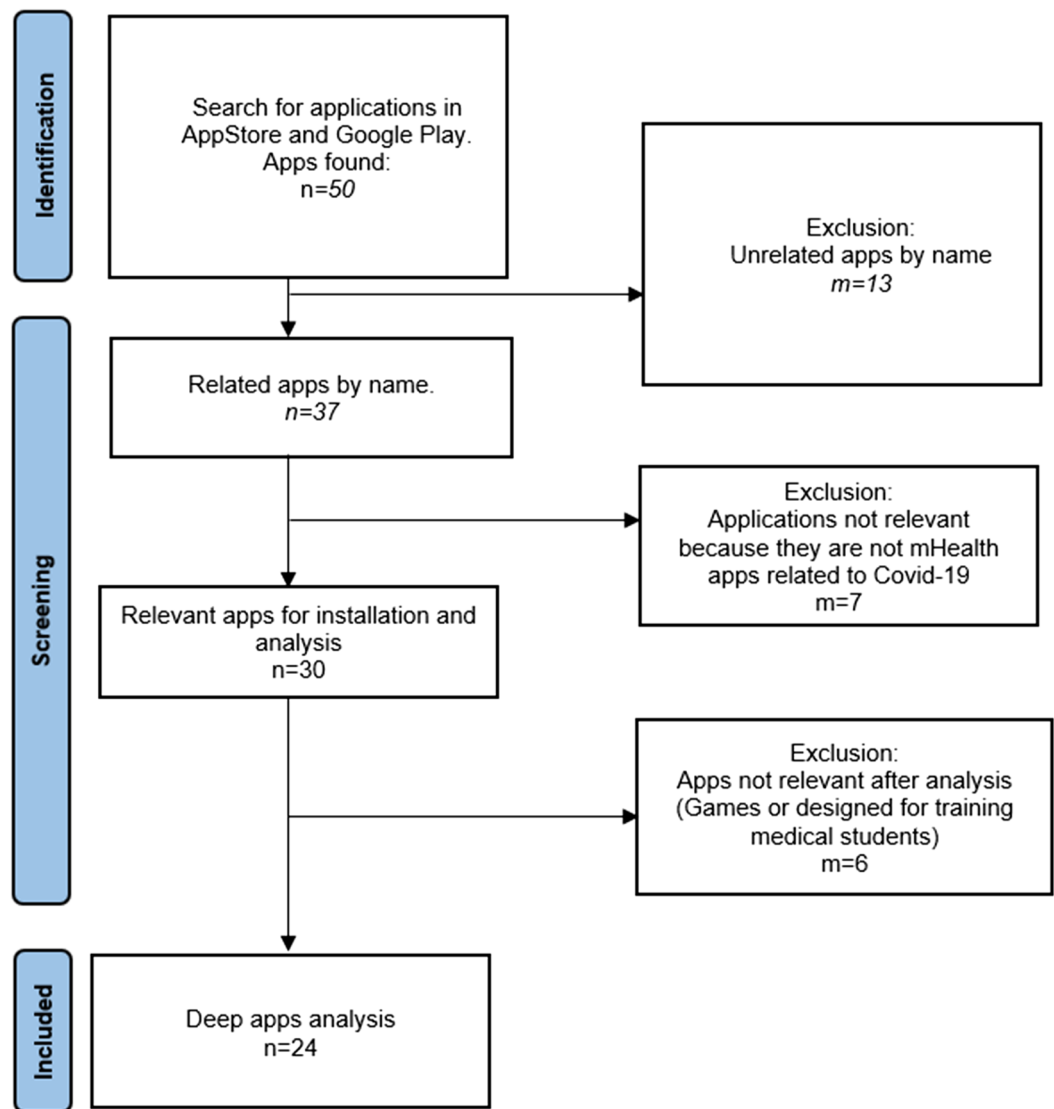 Identification
Search for applications in
AppStore and Google Play.
Apps found:
n=50
Exclusion:
Unrelated apps by name
m=13
Screening
Related apps by name.
n=37
Exclusion:
Applications not relevant
because they are not mHealth
apps related to Covid-19
m=7
Relevant apps for installation and
analysis
n=30
Exclusion:
Apps not relevant after analysis
(Games or designed for training
medical students)
m=6
Included
Deep apps analysis
n=24